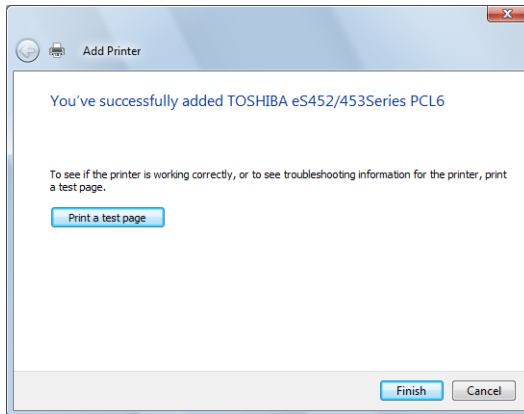 Add Printer
You've successfully added TOSHIBA eS452/453Series PCL6
To see if the printer is working correctly, or to see troubleshooting information for the printer, print
a test page.
Print a test page
Finish Cancel